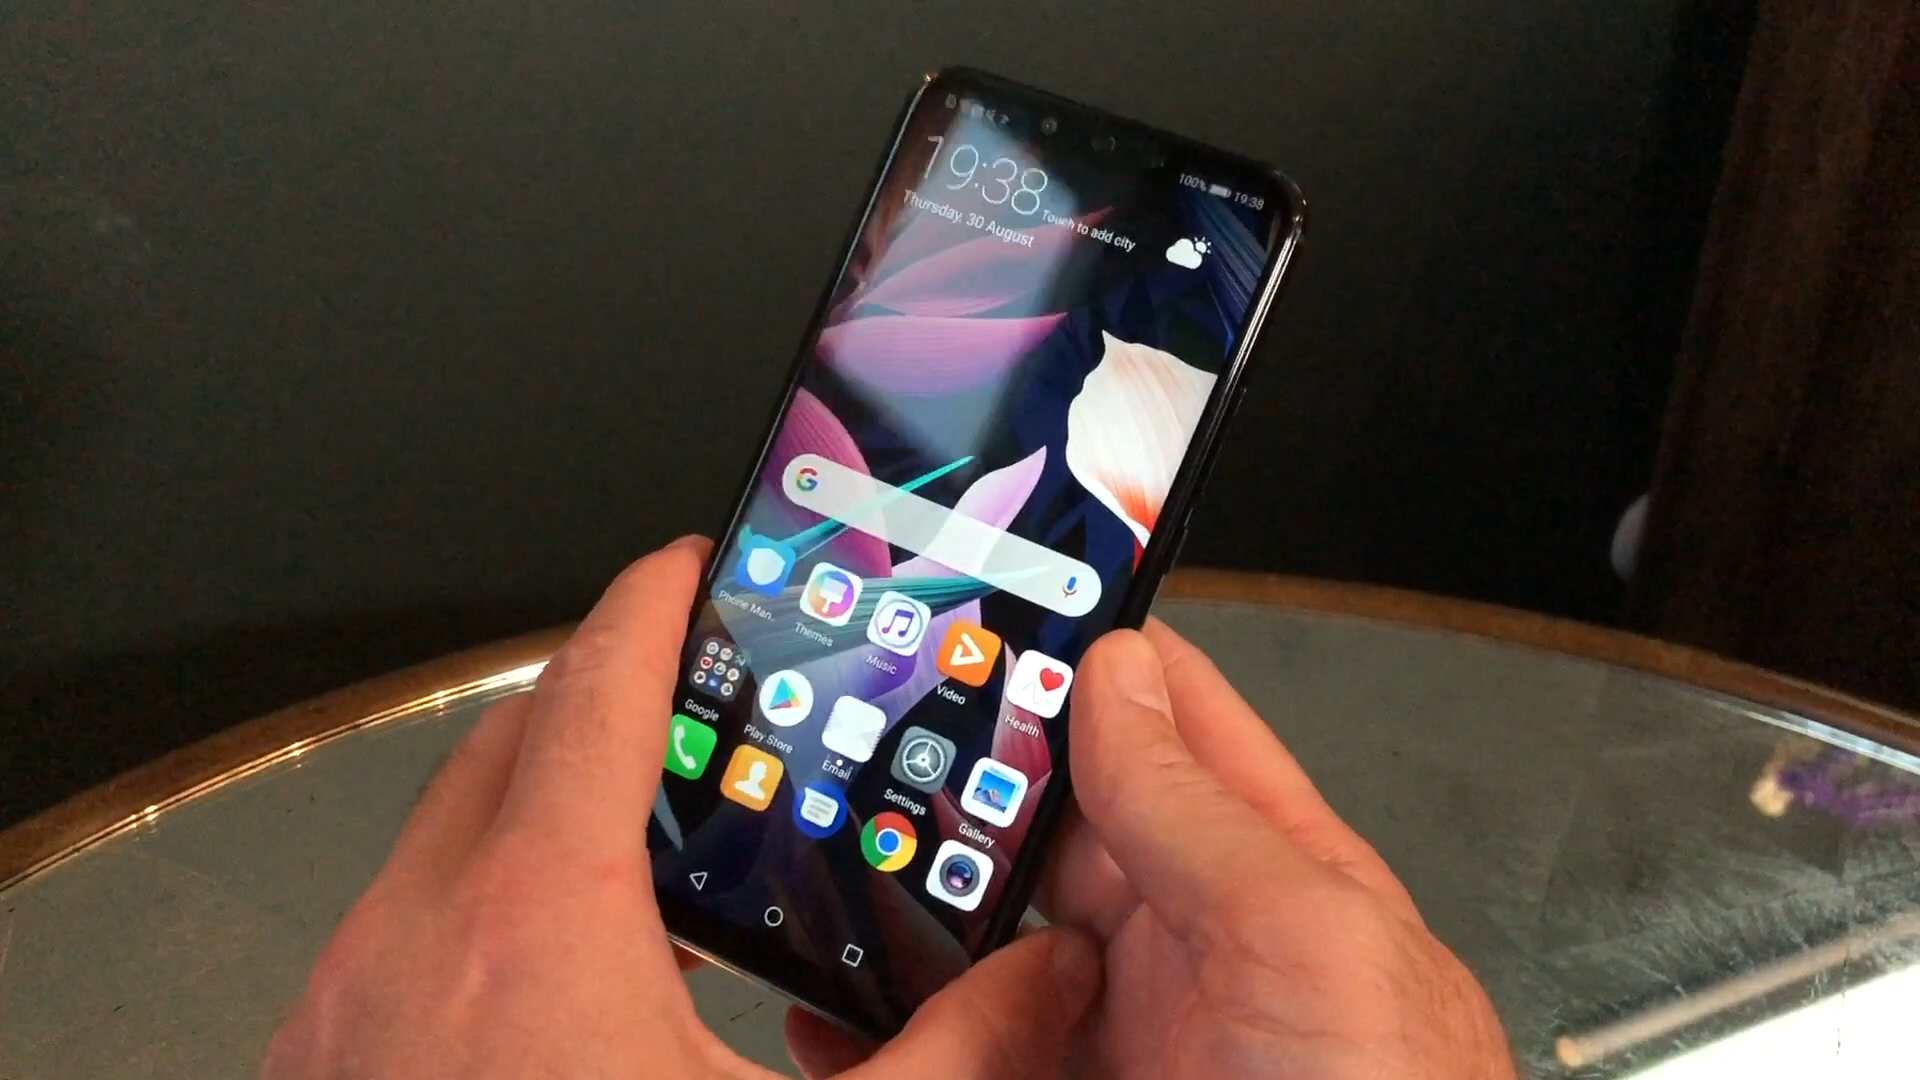 100% 19:38
19:38
Thursday, 30 August
Touch to add city
G
Phone Man..
Themes
Music
Video
Health
Google
Play Store
Email
Settings
Gallery